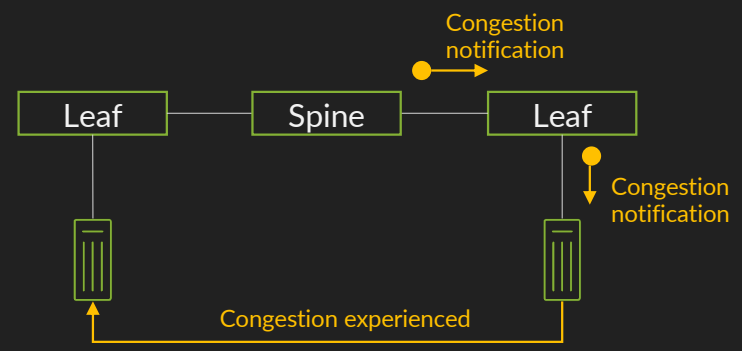 Congestion
notification
Leaf
Spine
Leaf
Congestion
notification
Congestion experienced